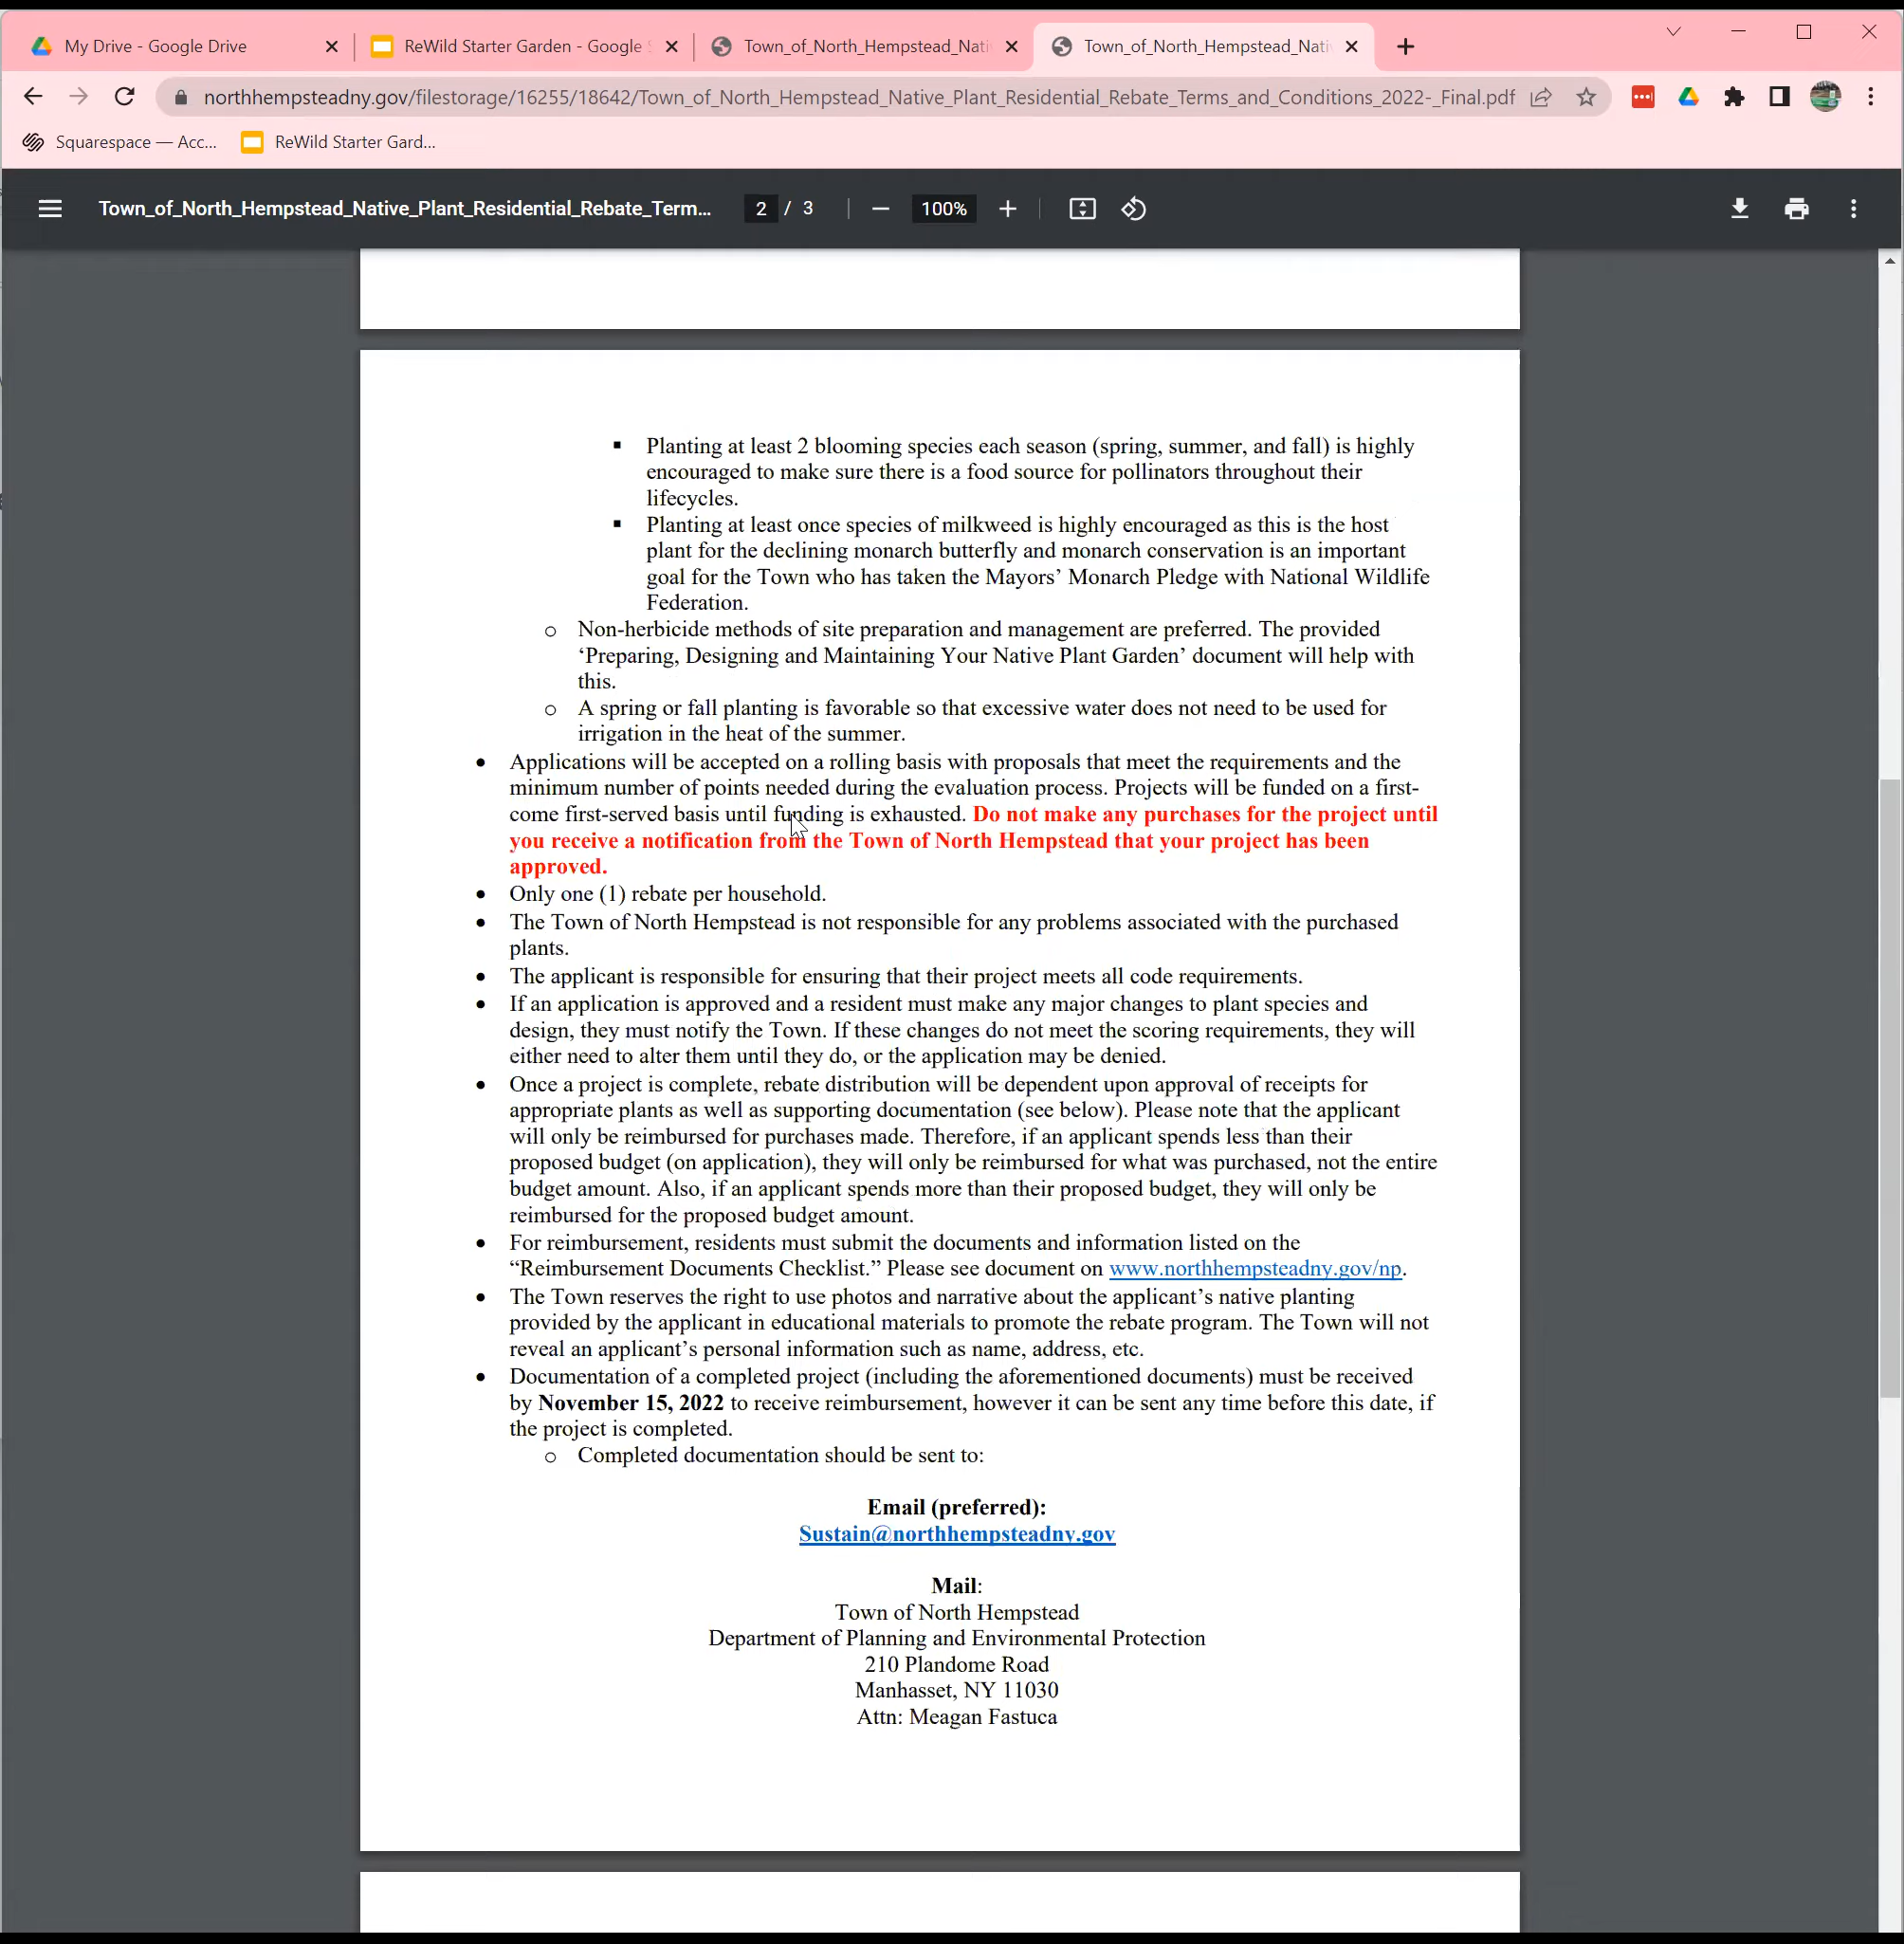 My Drive - Google Drive
ReWild Starter Garden - Google
Town_of_North_Hempstead_Nati
Town_of_North_Hempstead_Nati
northhempsteadny.gov/filestorage/16255/18642/Town_of_North_Hempstead_Native_Plant_Residential_Rebate_Terms_and_Conditions_2022-_Final.pdf
Squarespace — Acc...
ReWild Starter Gard...
Town_of_North_Hempstead_Native_Plant_Residential_Rebate_Term...
2 / 3
100%
▪ Planting at least 2 blooming species each season (spring, summer, and fall) is highly
encouraged to make sure there is a food source for pollinators throughout their
lifecycles.
▪ Planting at least once species of milkweed is highly encouraged as this is the host
plant for the declining monarch butterfly and monarch conservation is an important
goal for the Town who has taken the Mayors’ Monarch Pledge with National Wildlife
Federation.
o Non-herbicide methods of site preparation and management are preferred. The provided
‘Preparing, Designing and Maintaining Your Native Plant Garden’ document will help with
this.
o A spring or fall planting is favorable so that excessive water does not need to be used for
irrigation in the heat of the summer.
• Applications will be accepted on a rolling basis with proposals that meet the requirements and the
minimum number of points needed during the evaluation process. Projects will be funded on a first-
come first-served basis until funding is exhausted. Do not make any purchases for the project until
you receive a notification from the Town of North Hempstead that your project has been
approved.
• Only one (1) rebate per household.
• The Town of North Hempstead is not responsible for any problems associated with the purchased
plants.
• The applicant is responsible for ensuring that their project meets all code requirements.
• If an application is approved and a resident must make any major changes to plant species and
design, they must notify the Town. If these changes do not meet the scoring requirements, they will
either need to alter them until they do, or the application may be denied.
• Once a project is complete, rebate distribution will be dependent upon approval of receipts for
appropriate plants as well as supporting documentation (see below). Please note that the applicant
will only be reimbursed for purchases made. Therefore, if an applicant spends less than their
proposed budget (on application), they will only be reimbursed for what was purchased, not the entire
budget amount. Also, if an applicant spends more than their proposed budget, they will only be
reimbursed for the proposed budget amount.
• For reimbursement, residents must submit the documents and information listed on the
“Reimbursement Documents Checklist.” Please see document on www.northhempsteadny.gov/np.
• The Town reserves the right to use photos and narrative about the applicant’s native planting
provided by the applicant in educational materials to promote the rebate program. The Town will not
reveal an applicant’s personal information such as name, address, etc.
• Documentation of a completed project (including the aforementioned documents) must be received
by November 15, 2022 to receive reimbursement, however it can be sent any time before this date, if
the project is completed.
o Completed documentation should be sent to:
Email (preferred):
Sustain@northhempsteadny.gov
Mail:
Town of North Hempstead
Department of Planning and Environmental Protection
210 Plandome Road
Manhasset, NY 11030
Attn: Meagan Fastuca